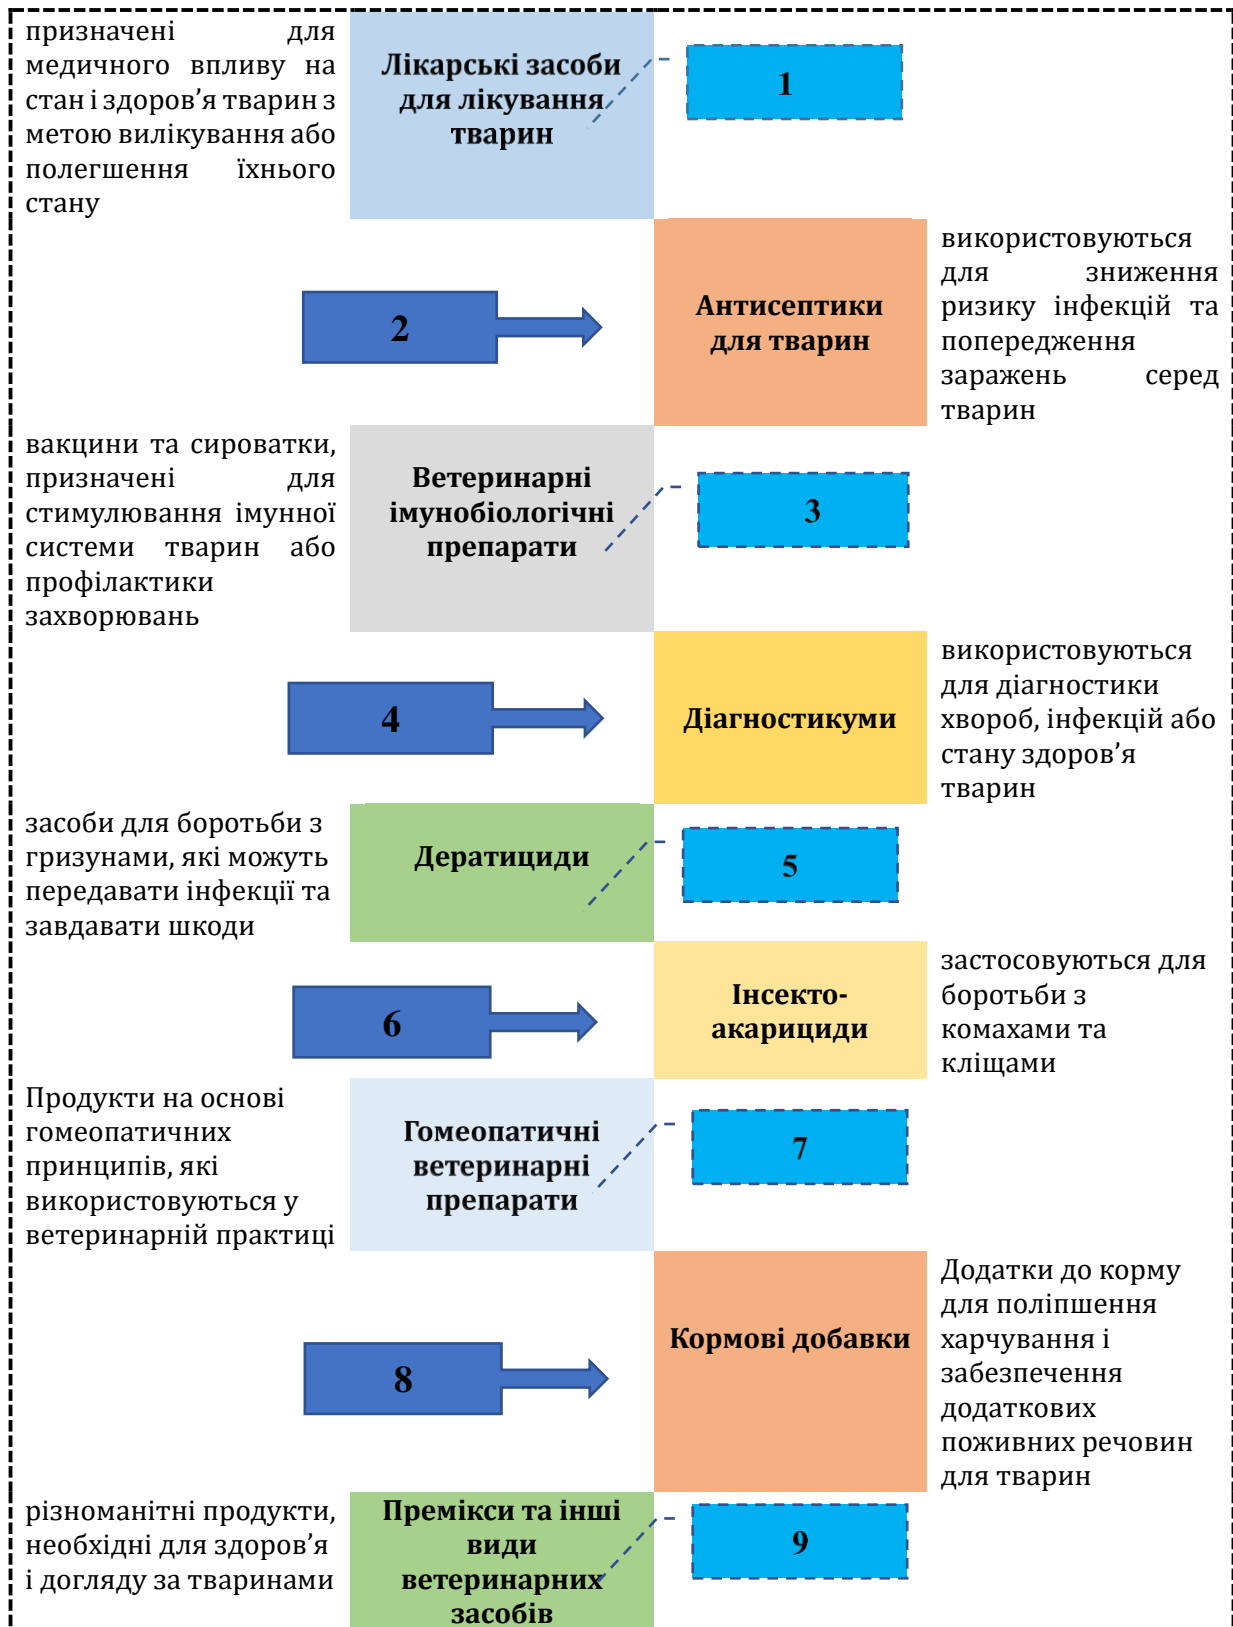 призначені для
медичного впливу на
стан і здоров’я тварин з
метою вилікування або
полегшення їхнього
стану
Лікарські засоби
для лікування
тварин
1
2
Антисептики
для тварин
використовуються
для зниження
ризику інфекцій та
попередження
заражень серед
тварин
вакцини та сироватки,
призначені для
стимулювання імунної
системи тварин або
профілактики
захворювань
Ветеринарні
імунобіологічні
препарати
3
4
Діагностикуми
використовуються
для діагностики
хвороб, інфекцій або
стану здоров’я
тварин
засоби для боротьби з
гризунами, які можуть
передавати інфекції та
завдавати шкоди
Дератициди
5
6
Інсекто-
акарициди
застосовуються для
боротьби з
комахами та
кліщами
Продукти на основі
гомеопатичних
принципів, які
використовуються у
ветеринарній практиці
Гомеопатичні
ветеринарні
препарати
7
8
Кормові добавки
Додатки до корму
для поліпшення
харчування і
забезпечення
додаткових
поживних речовин
для тварин
різноманітні продукти,
необхідні для здоров’я
і догляду за тваринами
Премікси та інші
види
ветеринарних
засобів
9